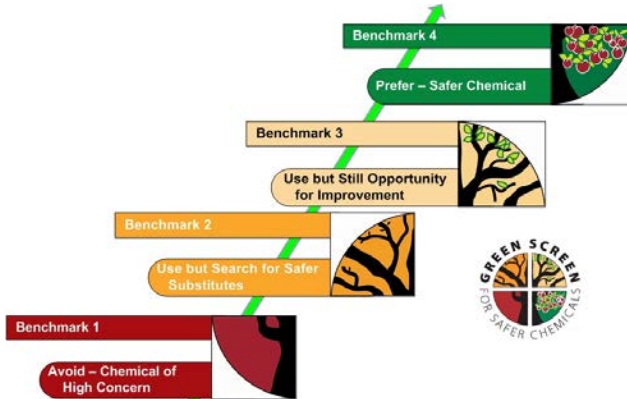 Benchmark 4
Prefer – Safer Chemical
Benchmark 3
Use but Still Opportunity
for Improvement
Benchmark 2
Use but Search for Safer
Substitutes
Benchmark 1
Avoid – Chemical of
High Concern
GREEN SCREEN
FOR SAFER CHEMICALS